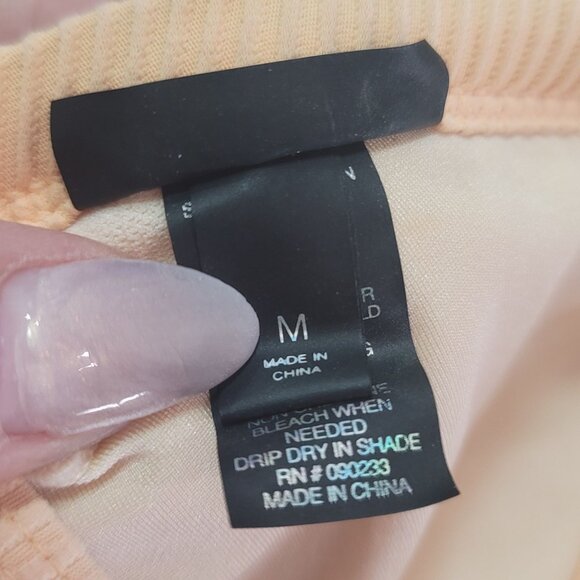 M
MADE IN
CHINA
BLEACH WHEN
NEEDED
DRIP DRY IN SHADE
RN # 090233
MADE IN CHINA